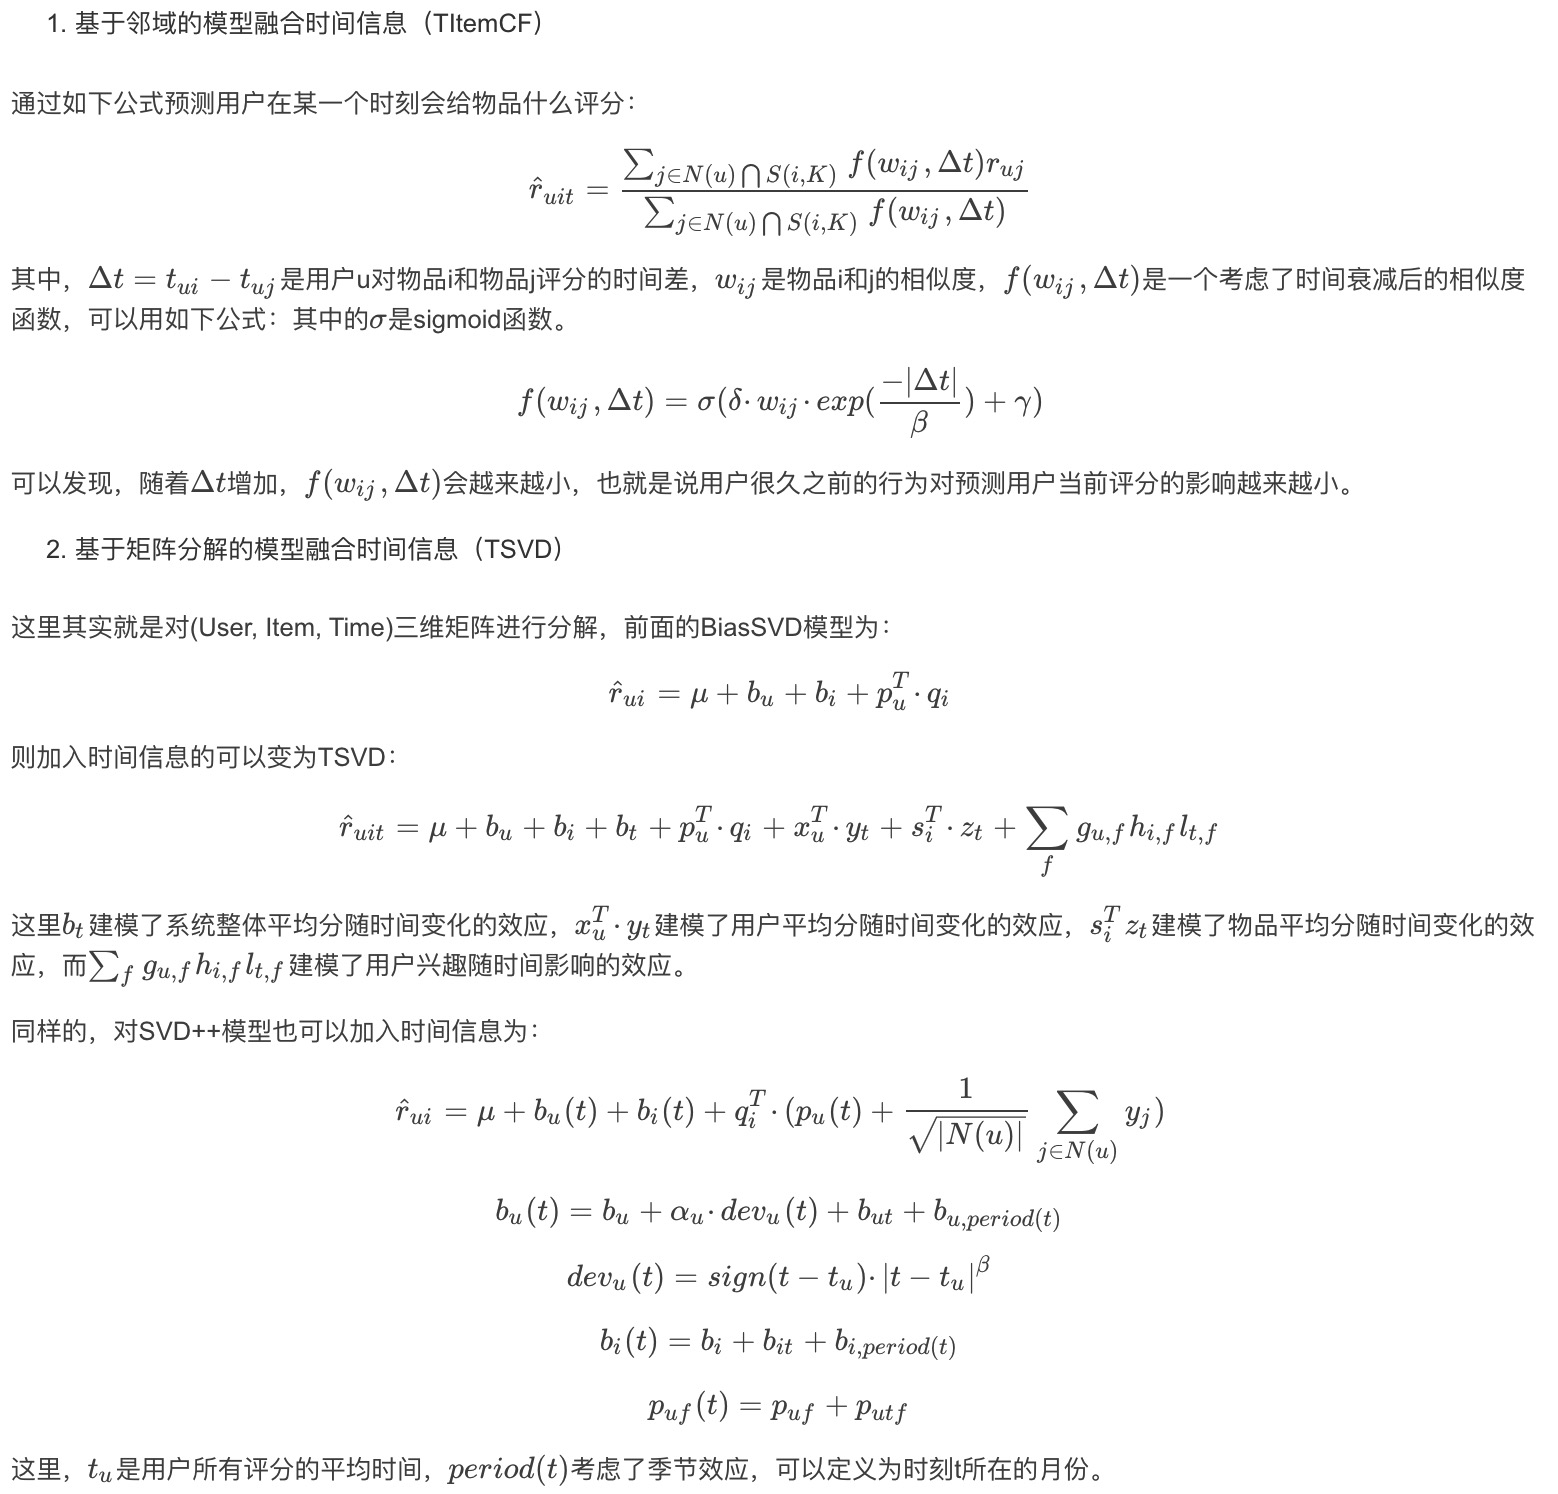 1. 基于邻域的模型融合时间信息（TItemCF）
通过如下公式预测用户在某一个时刻会给物品什么评分：
$\hat{r}_{uit} = \frac{\sum_{j \in N(u) \bigcap S(i,K)} f(w_{ij}, \Delta t) r_{uj}}{\sum_{j \in N(u) \bigcap S(i,K)} f(w_{ij}, \Delta t)}$
其中，$\Delta t = t_{ui} - t_{uj}$是用户u对物品i和物品j评分的时间差，$w_{ij}$是物品i和j的相似度，$f(w_{ij}, \Delta t)$是一个考虑了时间衰减后的相似度
函数，可以用如下公式：其中的$\sigma$是sigmoid函数。
$f(w_{ij}, \Delta t) = \sigma(\delta \cdot w_{ij} \cdot exp(\frac{-|\Delta t|}{\beta}) + \gamma)$
可以发现，随着$\Delta t$增加，$f(w_{ij}, \Delta t)$会越来越小，也就是说用户很久之前的行为对预测用户当前评分的影响越来越小。
2. 基于矩阵分解的模型融合时间信息（TSVD）
这里其实就是对(User, Item, Time)三维矩阵进行分解，前面的BiasSVD模型为：
$\hat{r}_{ui} = \mu + b_u + b_i + p_u^T \cdot q_i$
则加入时间信息的可以变为TSVD：
$\hat{r}_{uit} = \mu + b_u + b_i + b_t + p_u^T \cdot q_i + x_u^T \cdot y_t + s_i^T \cdot z_t + \sum_f g_{u,f} h_{i,f} l_{t,f}$
这里$b_t$建模了系统整体平均分随时间变化的效应，$x_u^T \cdot y_t$建模了用户平均分随时间变化的效应，$s_i^T z_t$建模了物品平均分随时间变化的效
应，而$\sum_f g_{u,f} h_{i,f} l_{t,f}$建模了用户兴趣随时间影响的效应。
同样的，对SVD++模型也可以加入时间信息为：
$\hat{r}_{ui} = \mu + b_u(t) + b_i(t) + q_i^T \cdot (p_u(t) + \frac{1}{\sqrt{|N(u)|}} \sum_{j \in N(u)} y_j)$
$b_u(t) = b_u + \alpha_u \cdot dev_u(t) + b_{ut} + b_{u,period(t)}$
$dev_u(t) = sign(t - t_u) \cdot |t - t_u|^\beta$
$b_i(t) = b_i + b_{it} + b_{i,period(t)}$
$p_{uf}(t) = p_{uf} + p_{utf}$
这里，$t_u$是用户所有评分的平均时间，$period(t)$考虑了季节效应，可以定义为时刻t所在的月份。